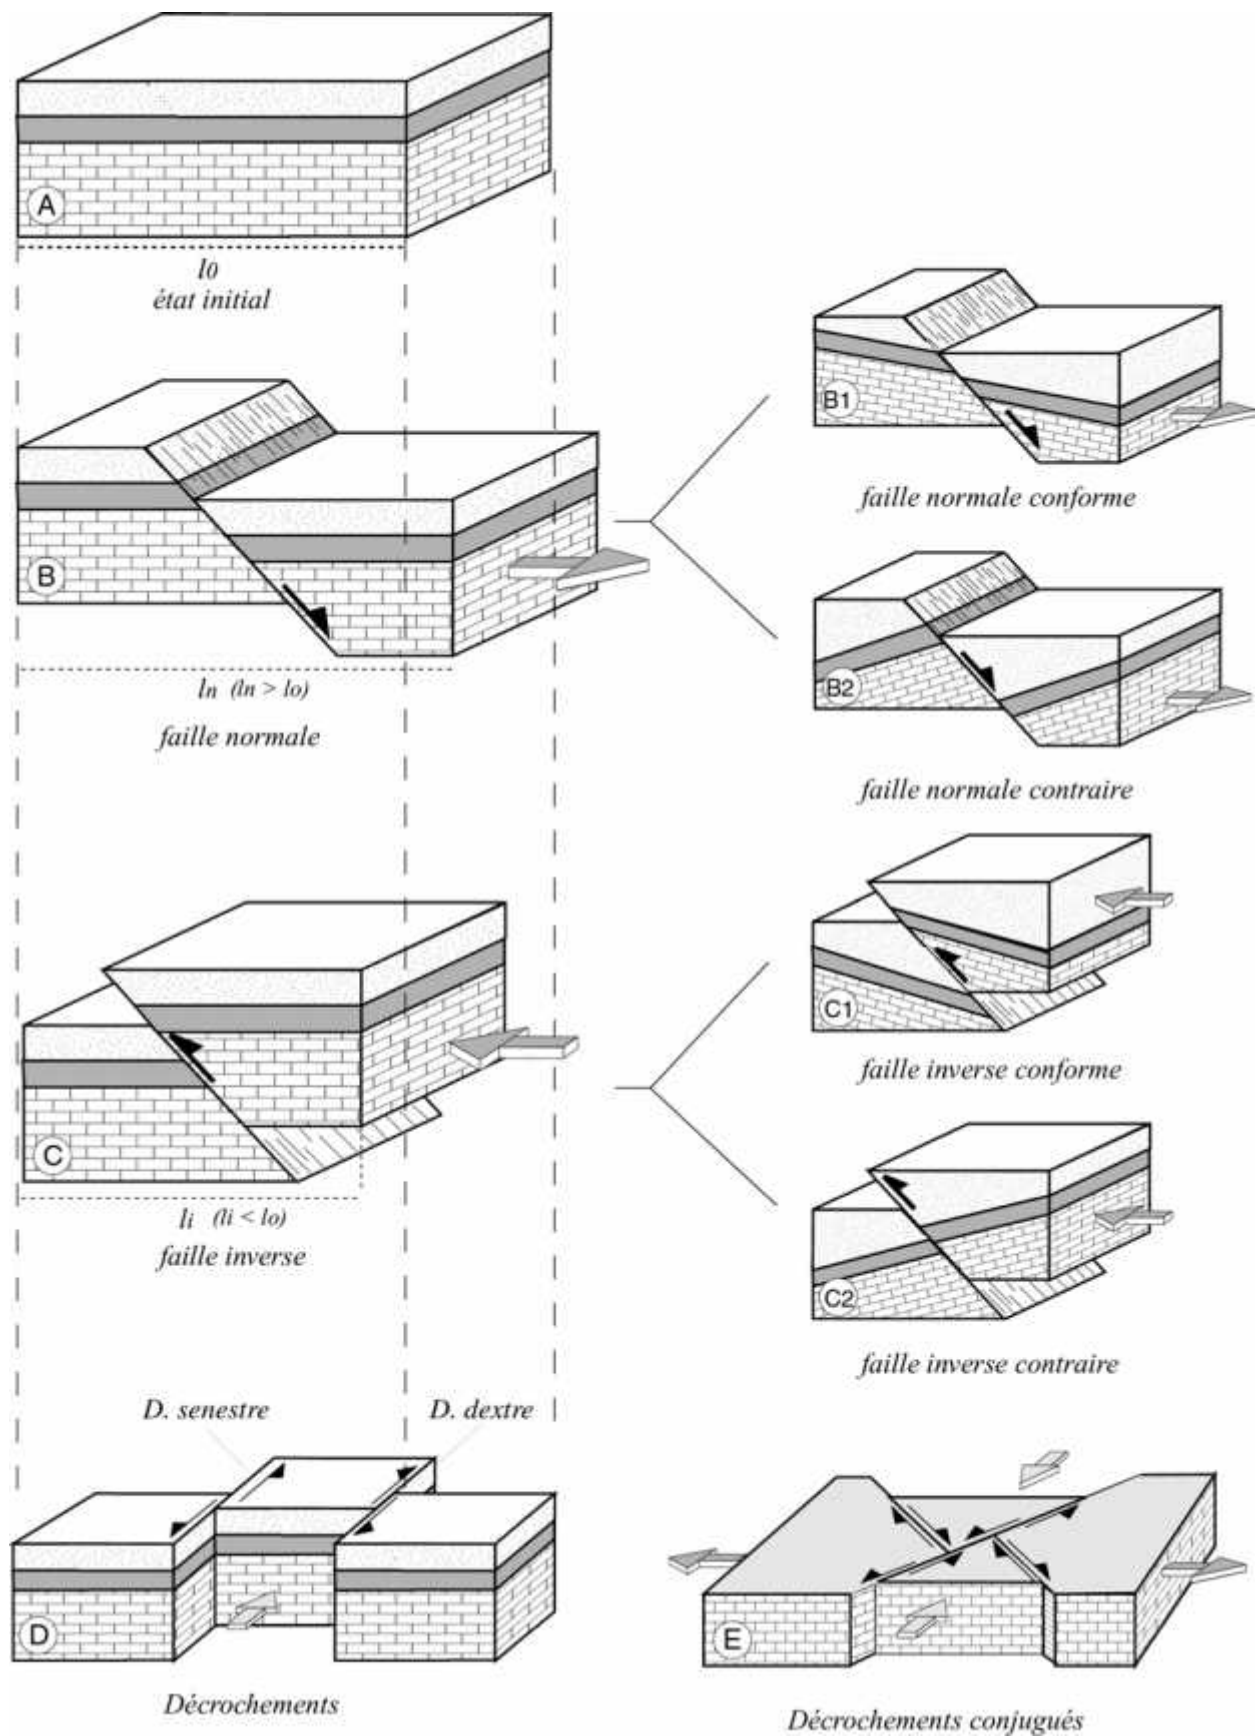 A
l0
état initial
B
ln (ln > lo)
faille normale
B1
faille normale conforme
B2
faille normale contraire
C
li (li < lo)
faille inverse
C1
faille inverse conforme
C2
faille inverse contraire
D. senestre
D. dextre
D
Décrochements
E
Décrochements conjugués